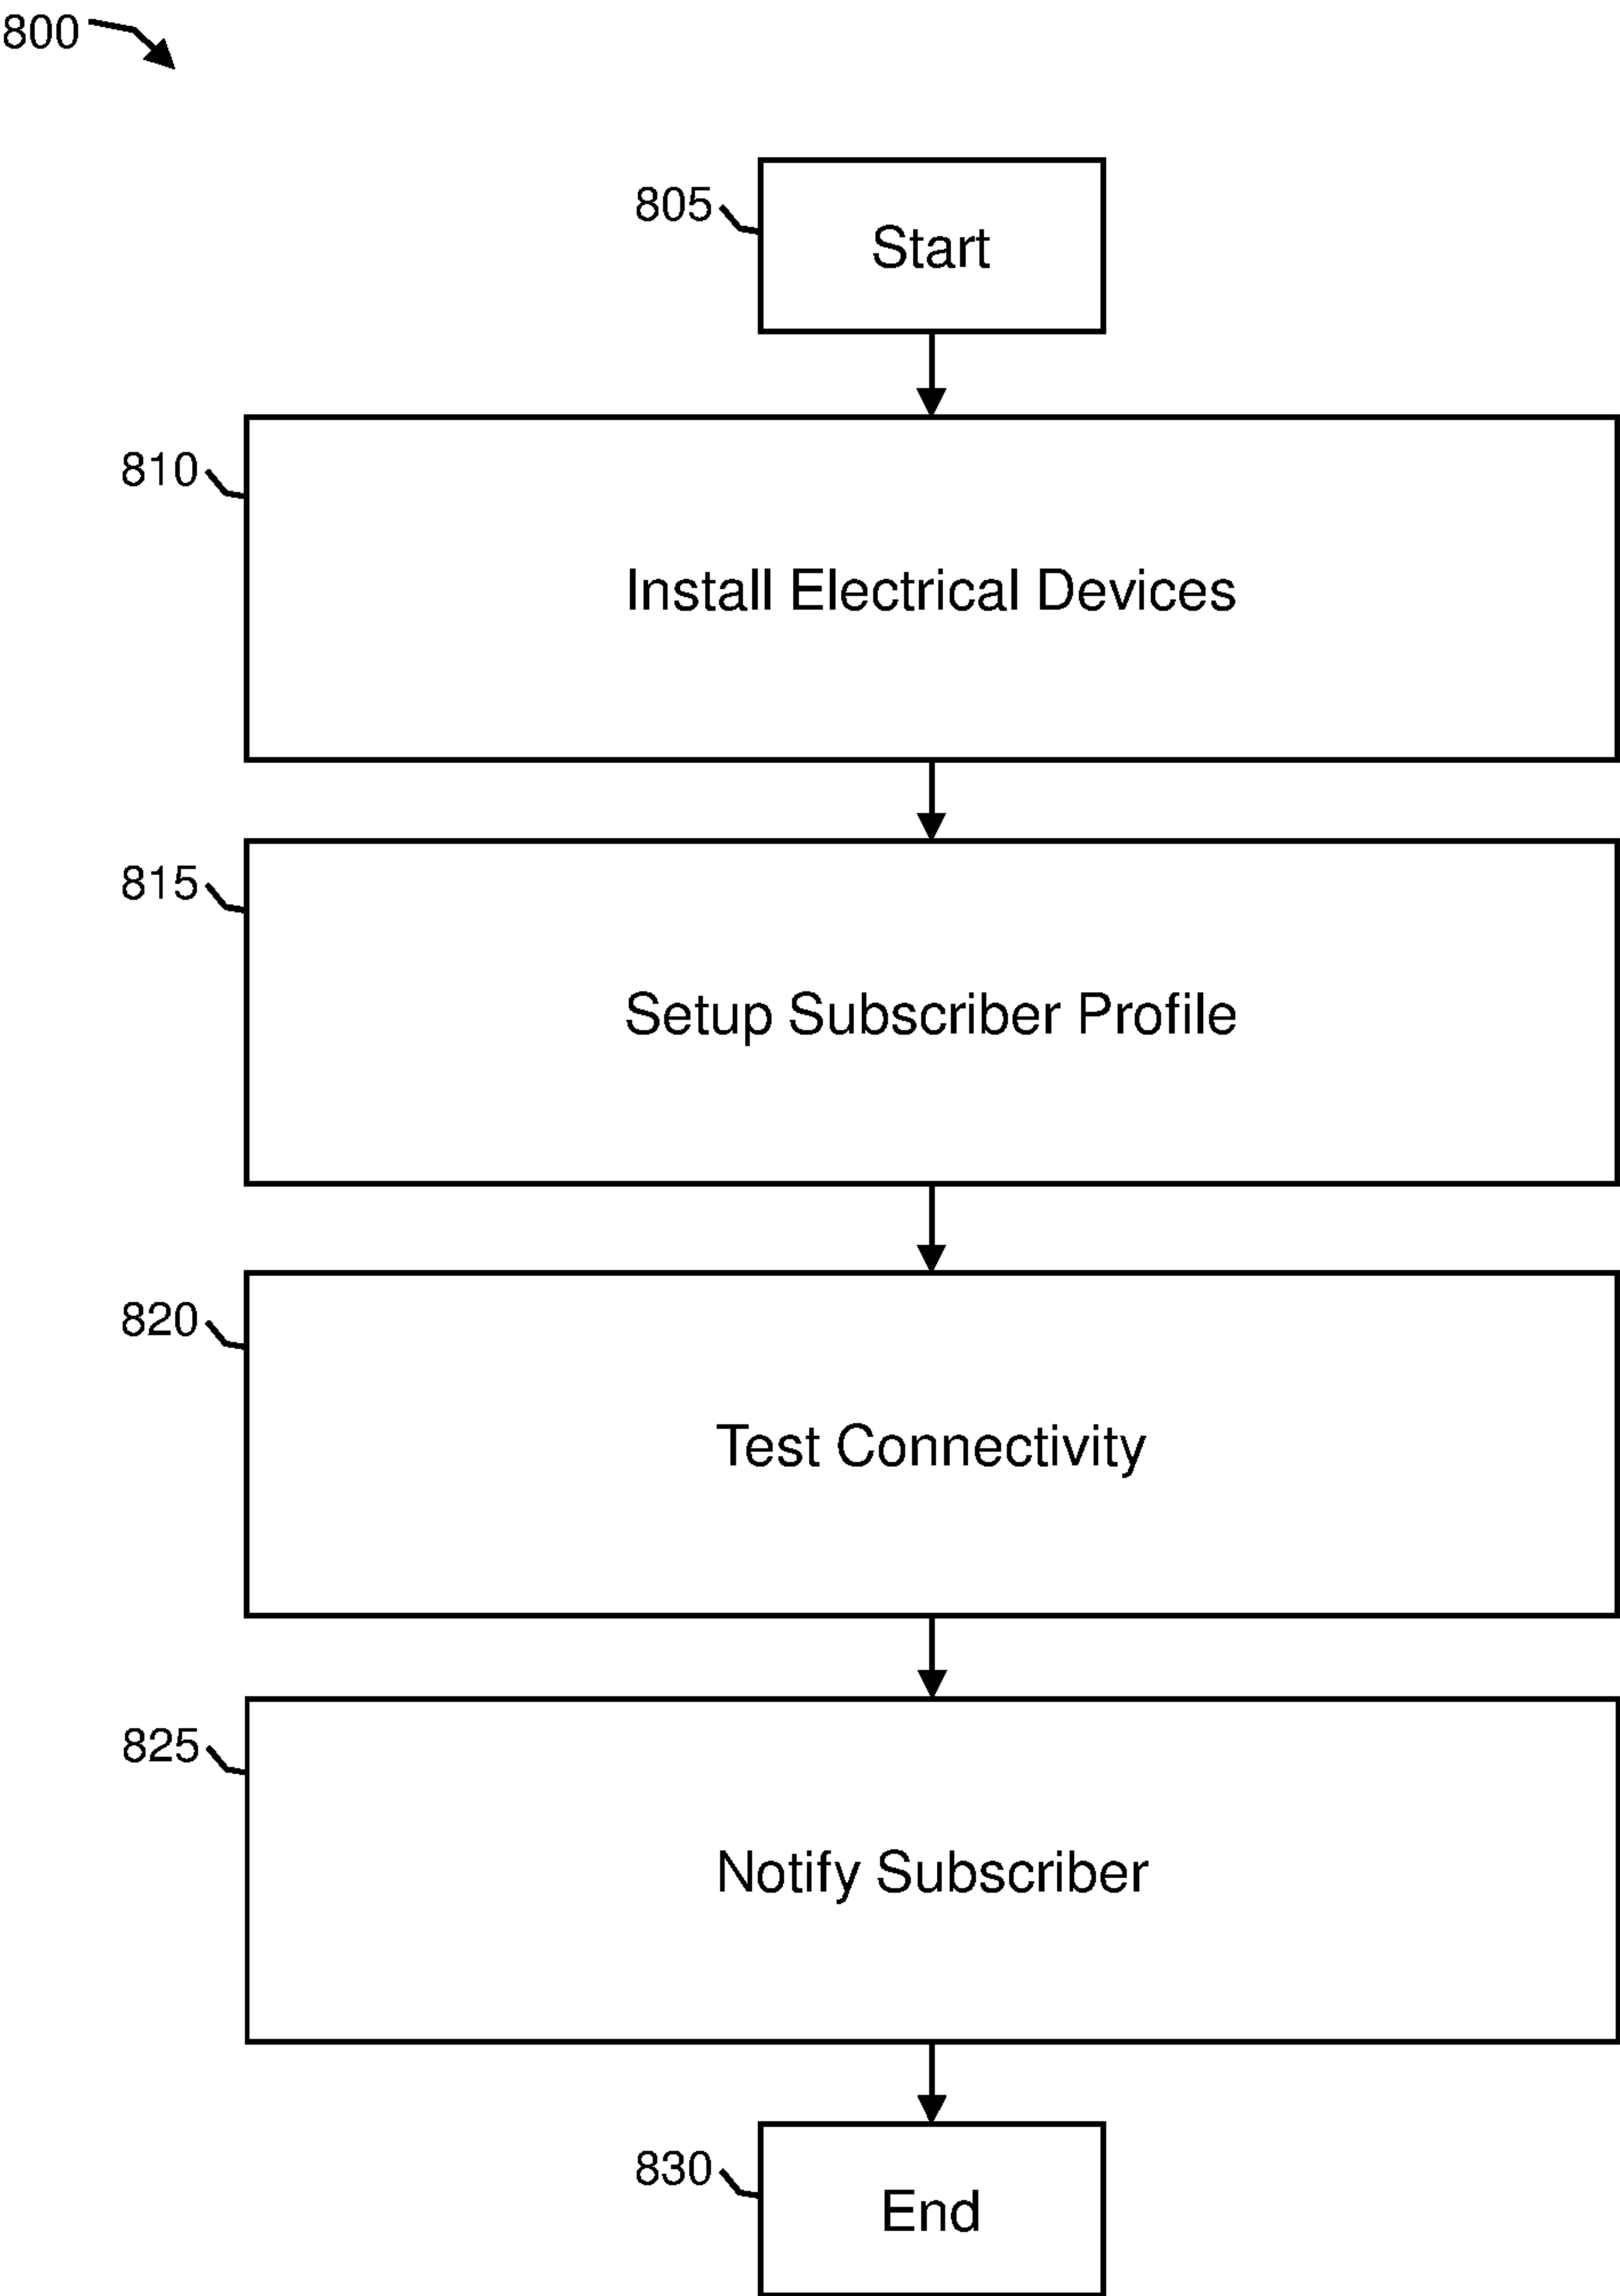 800
805
Start
810
Install Electrical Devices
815
Setup Subscriber Profile
820
Test Connectivity
825
Notify Subscriber
830
End